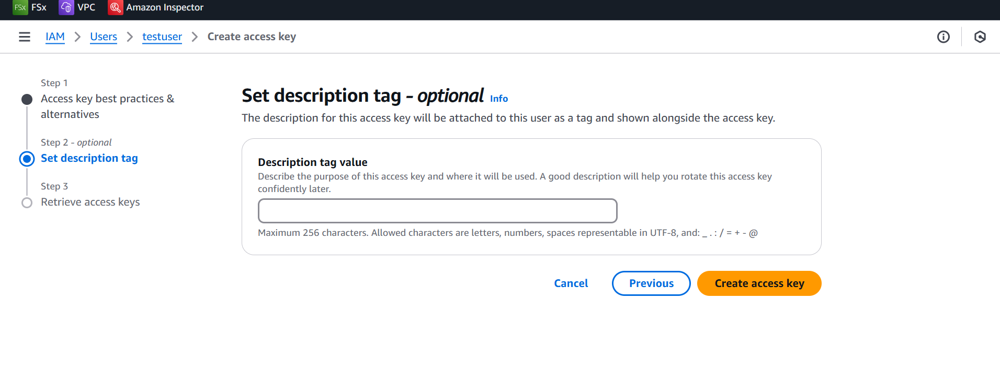 FSx FSx VPC Amazon Inspector
IAM Users testuser Create access key
Step 1
Access key best practices &
alternatives
Step 2 - optional
Set description tag
Step 3
Retrieve access keys
Set description tag - optional Info
The description for this access key will be attached to this user as a tag and shown alongside the access key.
Description tag value
Describe the purpose of this access key and where it will be used. A good description will help you rotate this access key
confidently later.
Maximum 256 characters. Allowed characters are letters, numbers, spaces representable in UTF-8, and: _ . : / = + - @
Cancel Previous Create access key